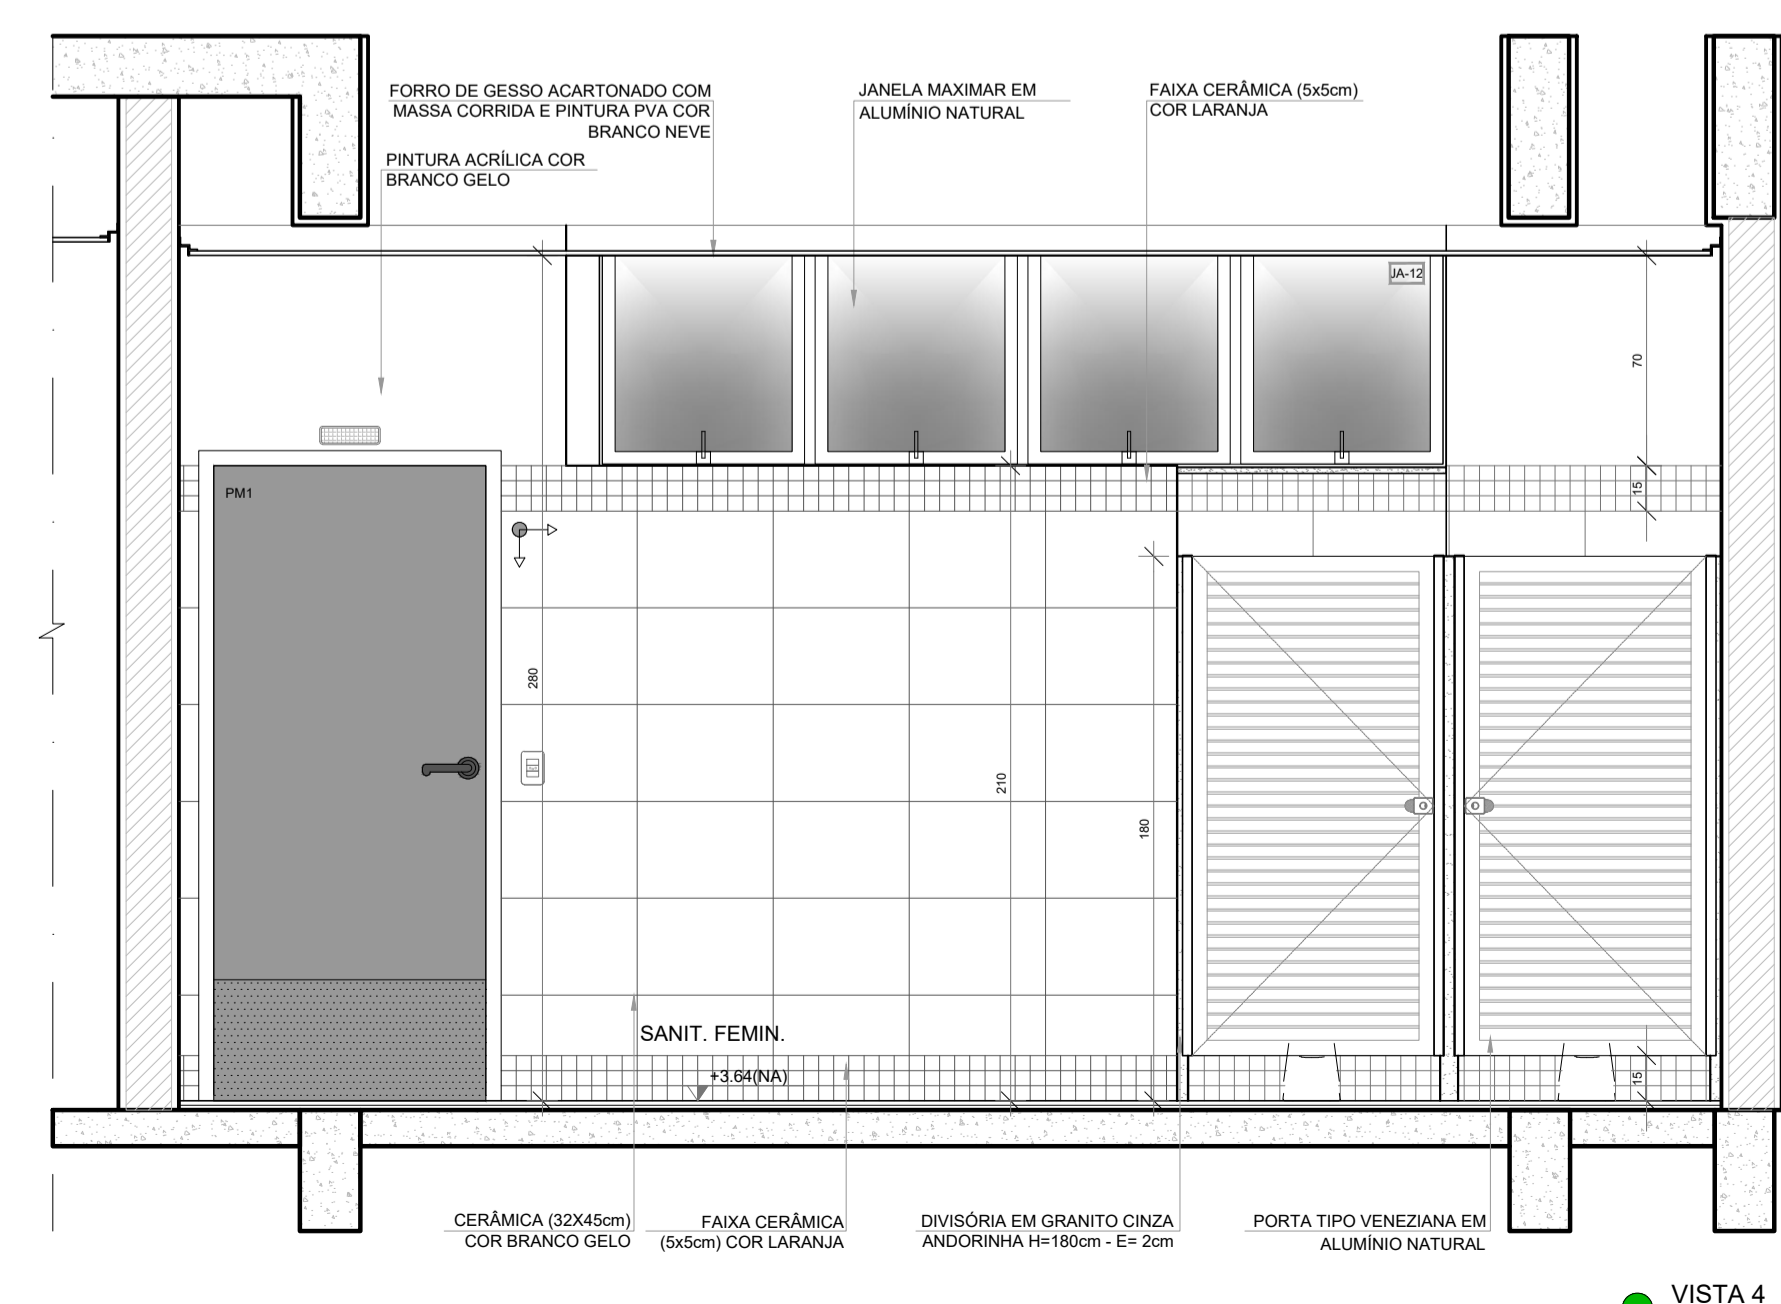 FORRO DE GESSO ACARTONADO COM
MASSA CORRIDA E PINTURA PVA COR
BRANCO NEVE
JANELA MAXIMAR EM
ALUMÍNIO NATURAL
FAIXA CERÂMICA (5x5cm)
COR LARANJA
PINTURA ACRÍLICA COR
BRANCO GELO
JA-12
70
PM1
15
280
210
180
SANIT. FEMIN.
+3.64(NA)
15
CERÂMICA (32X45cm)
COR BRANCO GELO
FAIXA CERÂMICA
(5x5cm) COR LARANJA
DIVISÓRIA EM GRANITO CINZA
ANDORINHA H=180cm - E= 2cm
PORTA TIPO VENEZIANA EM
ALUMÍNIO NATURAL
VISTA 4